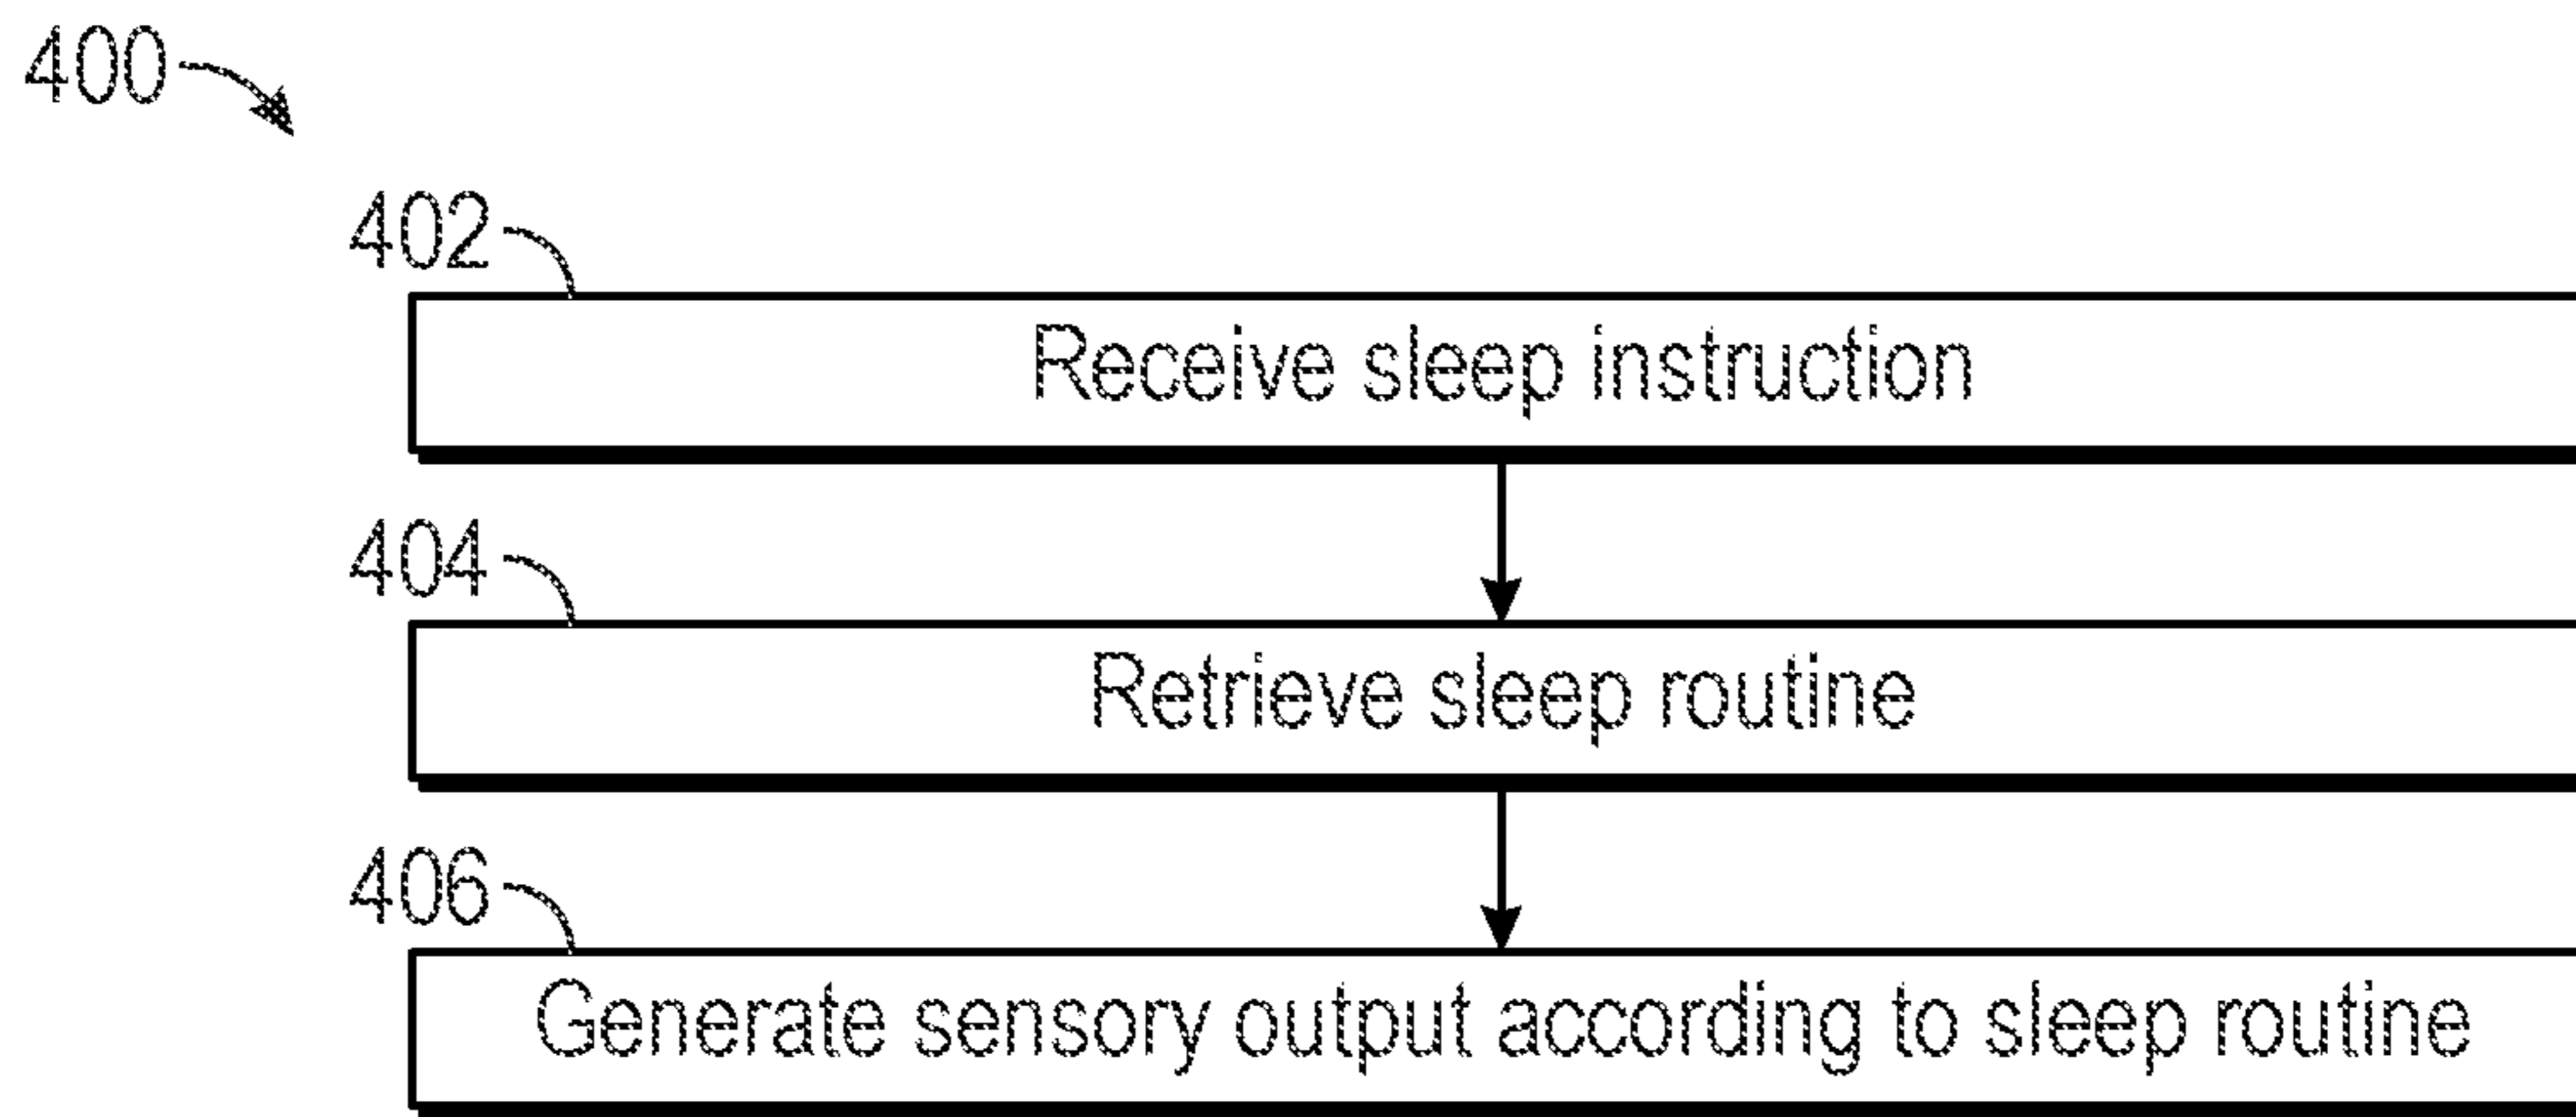 400
402
Receive sleep instruction
404
Retrieve sleep routine
406
Generate sensory output according to sleep routine